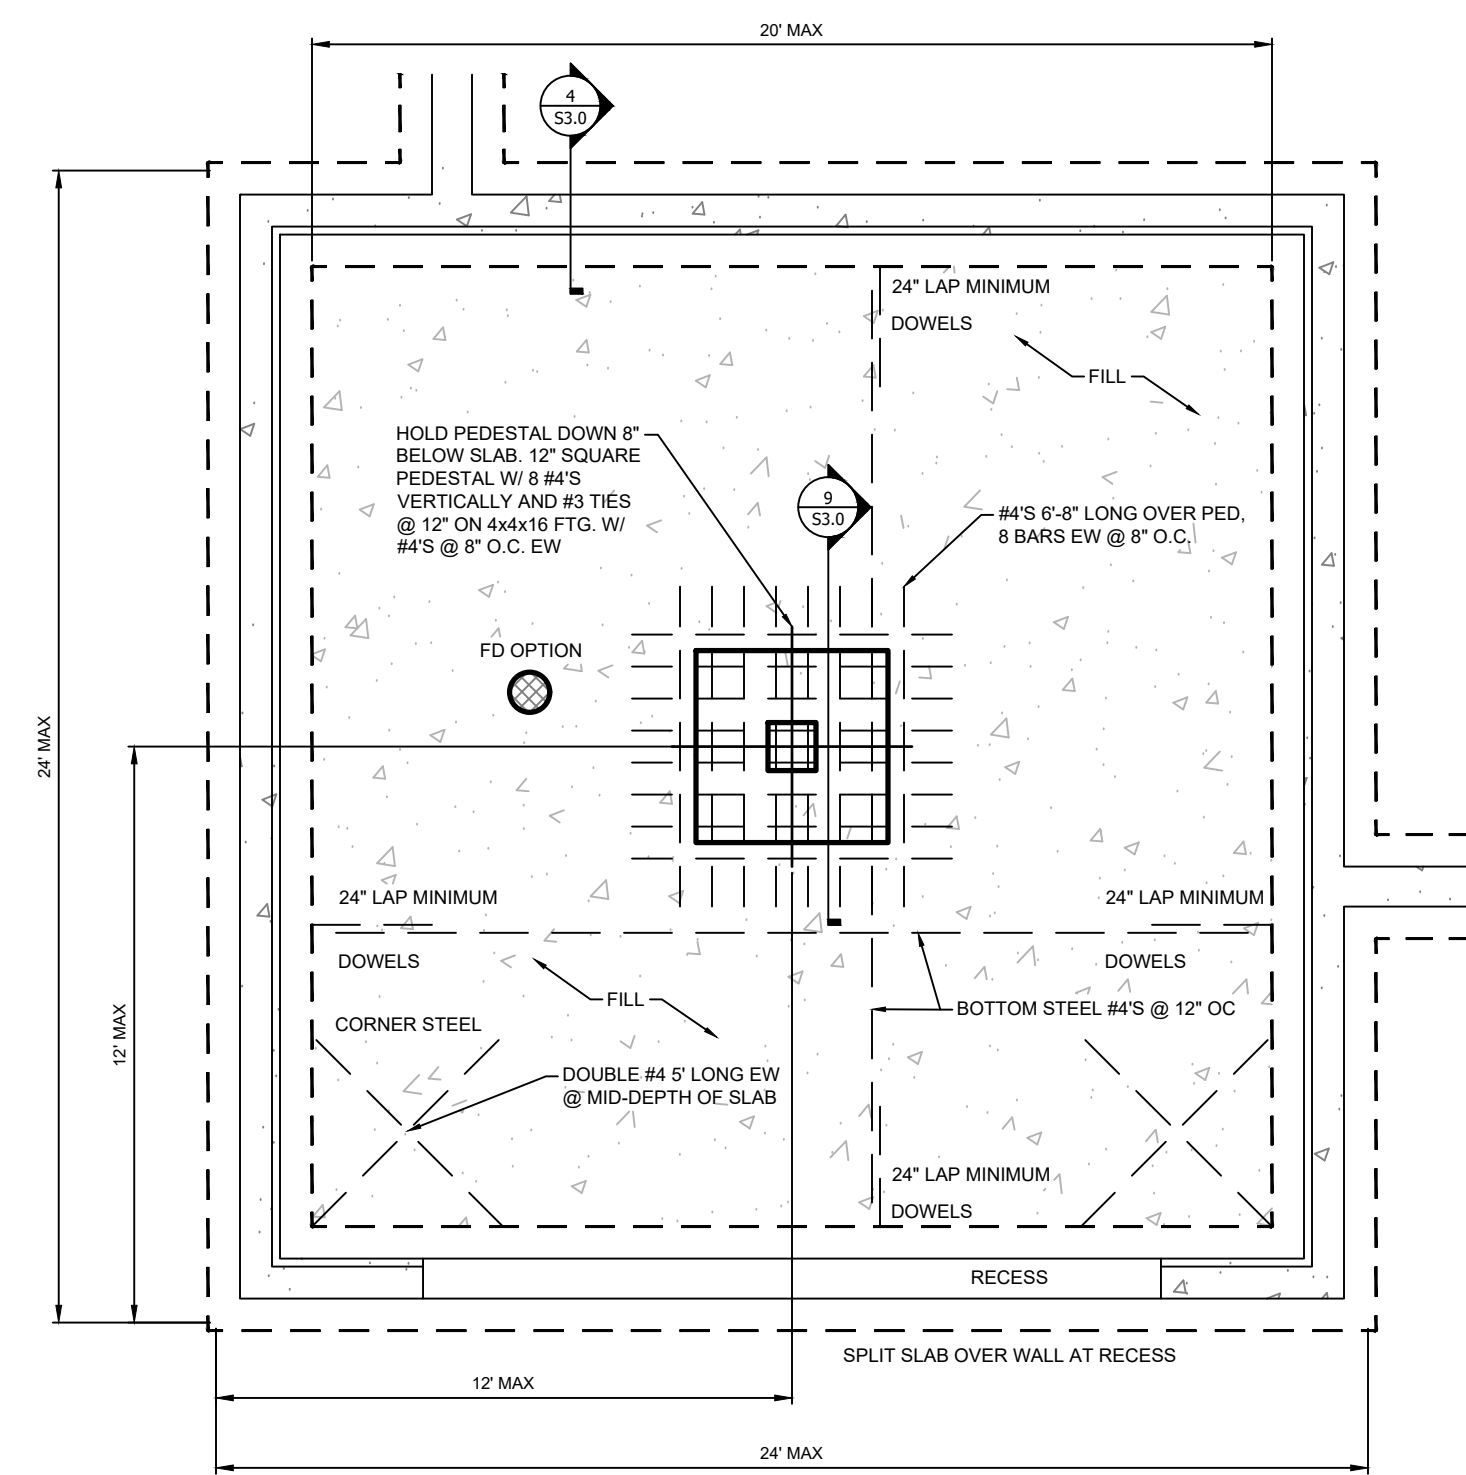 20' MAX
4
S3.0
24" LAP MINIMUM
DOWELS
FILL
HOLD PEDESTAL DOWN 8"
BELOW SLAB. 12" SQUARE
PEDESTAL W/ 8 #4'S
VERTICALLY AND #3 TIES
@ 12" ON 4x4x16 FTG. W/
#4'S @ 8" O.C. EW
9
S3.0
#4'S 6'-8" LONG OVER PED,
8 BARS EW @ 8" O.C.
FD OPTION
24' MAX
24" LAP MINIMUM
24" LAP MINIMUM
DOWELS
DOWELS
FILL
BOTTOM STEEL #4'S @ 12" OC
12' MAX
CORNER STEEL
DOUBLE #4 5' LONG EW
@ MID-DEPTH OF SLAB
24" LAP MINIMUM
DOWELS
RECESS
SPLIT SLAB OVER WALL AT RECESS
12' MAX
24' MAX